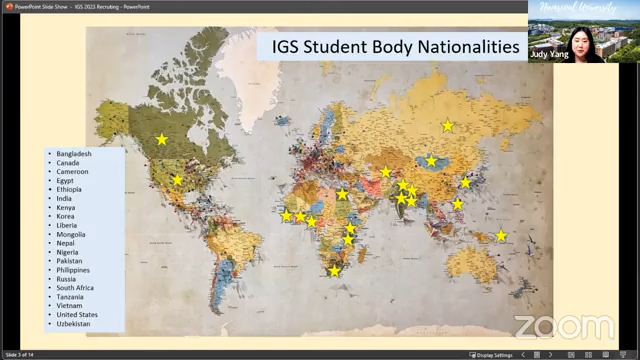 PowerPoint Slide Show - IGS 2023 Recruiting - PowerPoint
IGS Student Body Nationalities
Namseoul University
Judy Yang
• Bangladesh
• Canada
• Cameroon
• Egypt
• Ethiopia
• India
• Kenya
• Korea
• Liberia
• Mongolia
• Nepal
• Nigeria
• Pakistan
• Philippines
• Russia
• South Africa
• Tanzania
• Vietnam
• United States
• Uzbekistan
zoom
Slide 3 of 14
Display Settings